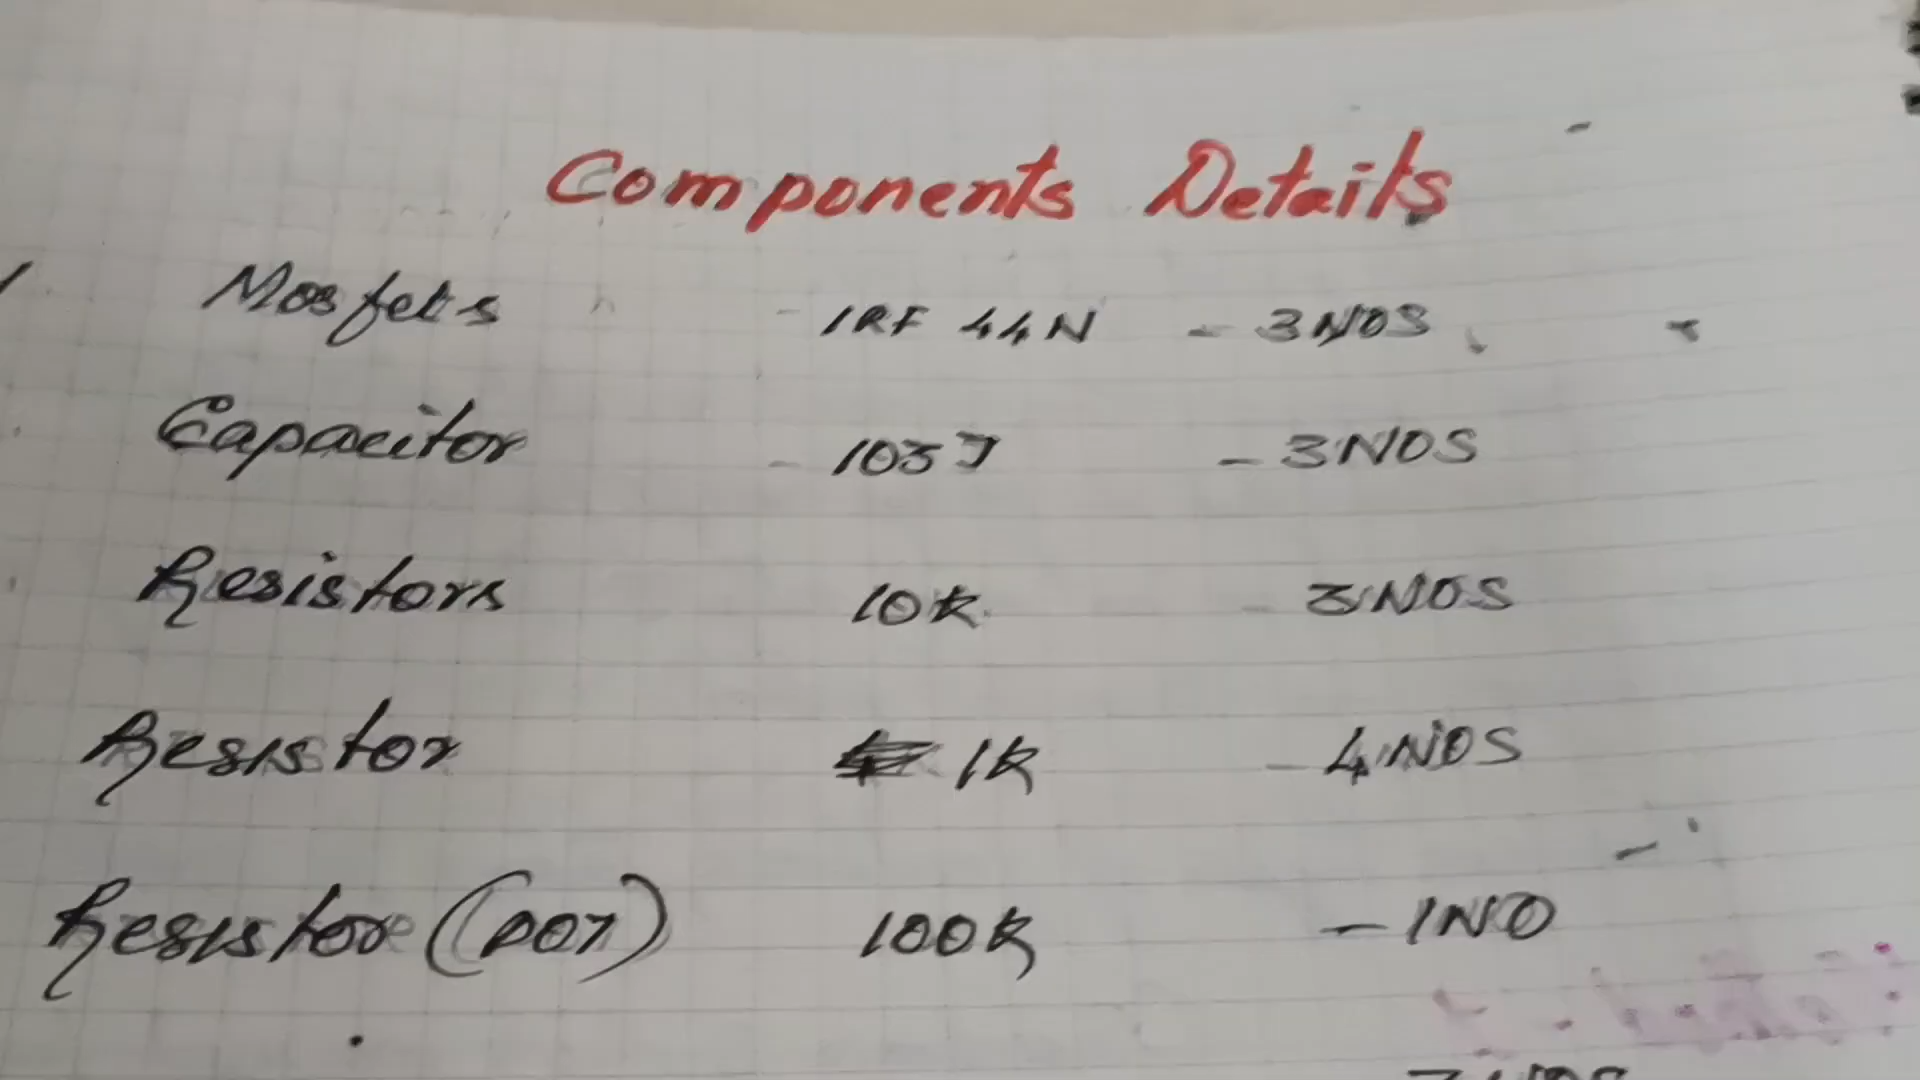 Components Details
1 Mosfets - IRF 44N - 3NOS
Capacitor - 103J - 3NOS
Resistors 10K - 3NOS
Resistor 1K - 4NOS
Resistor (POT) 100K - 1NO